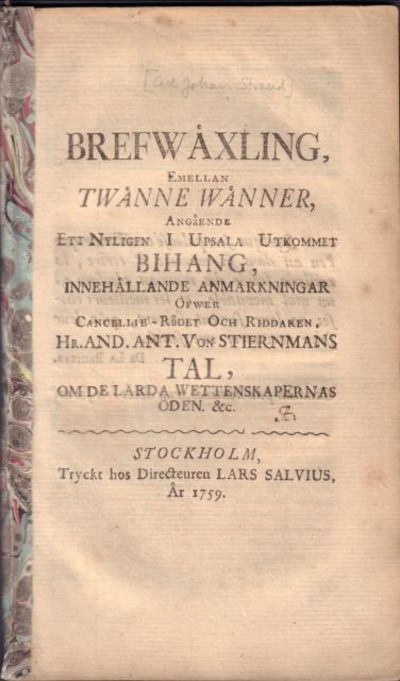 [Carl Johan Strand]
BREFWÅXLING,
EMELLAN
TWÅNNE WÅNNER,
ANGÅENDE
ETT NYLIGEN I UPSALA UTKOMMET
BIHANG,
INNEHÅLLANDE ANMARKNINGAR
ÖFWER
CANCELLIE-RÅDET OCH RIDDAREN,
HR. AND. ANT. VON STIERNMANS
TAL,
OM DE LÄRDA WETTENSKAPERNAS
ÖDEN. &c.
STOCKHOLM,
Tryckt hos Directeuren LARS SALVIUS,
År 1759.